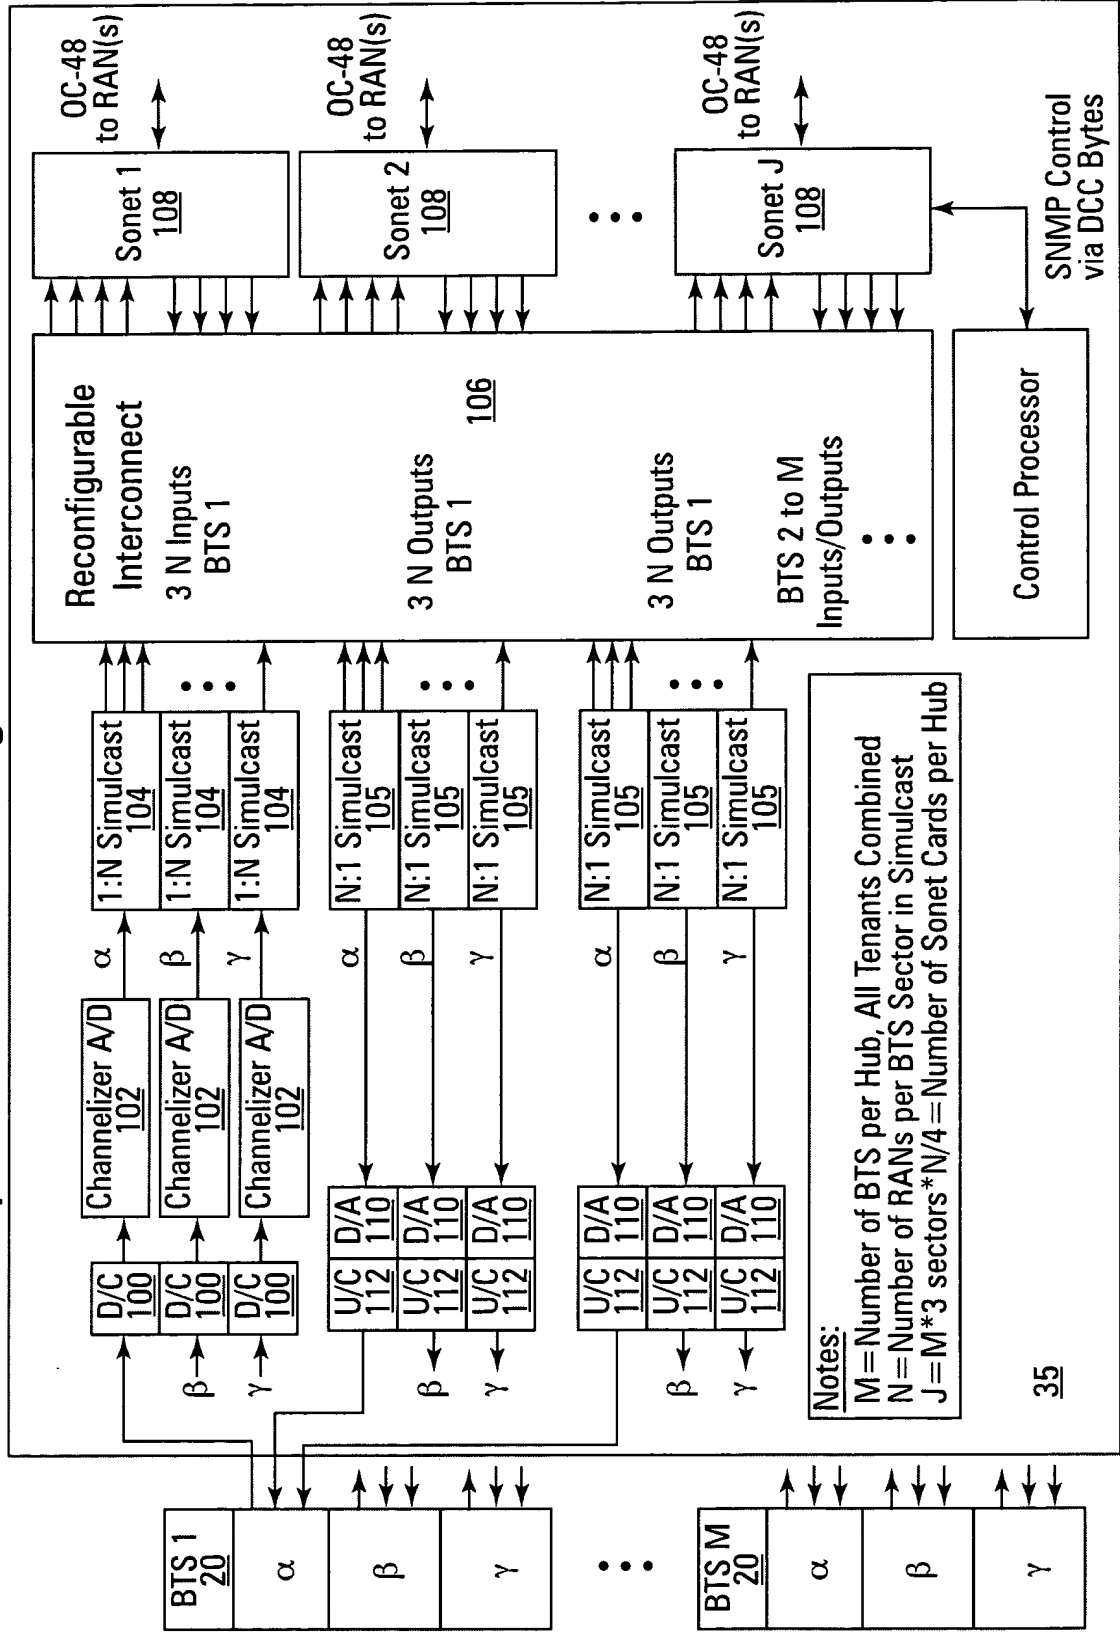 BTS 1
20
α
β
γ
BTS M
20
α
β
γ
D/C
100
D/C
100
D/C
100
β
γ
Channelizer A/D
102
Channelizer A/D
102
Channelizer A/D
102
α
β
γ
1:N Simulcast
104
1:N Simulcast
104
1:N Simulcast
104
U/C
112
D/A
110
U/C
112
D/A
110
U/C
112
D/A
110
β
γ
α
β
γ
N:1 Simulcast
105
N:1 Simulcast
105
N:1 Simulcast
105
U/C
112
D/A
110
U/C
112
D/A
110
U/C
112
D/A
110
β
γ
α
β
γ
N:1 Simulcast
105
N:1 Simulcast
105
N:1 Simulcast
105
Reconfigurable
Interconnect
3 N Inputs
BTS 1
106
3 N Outputs
BTS 1
3 N Outputs
BTS 1
BTS 2 to M
Inputs/Outputs
Sonet 1
108
OC-48
to RAN(s)
Sonet 2
108
OC-48
to RAN(s)
Sonet J
108
OC-48
to RAN(s)
Control Processor
SNMP Control
via DCC Bytes
Notes:
M=Number of BTS per Hub, All Tenants Combined
N=Number of RANs per BTS Sector in Simulcast
J=M*3 sectors*N/4=Number of Sonet Cards per Hub
35